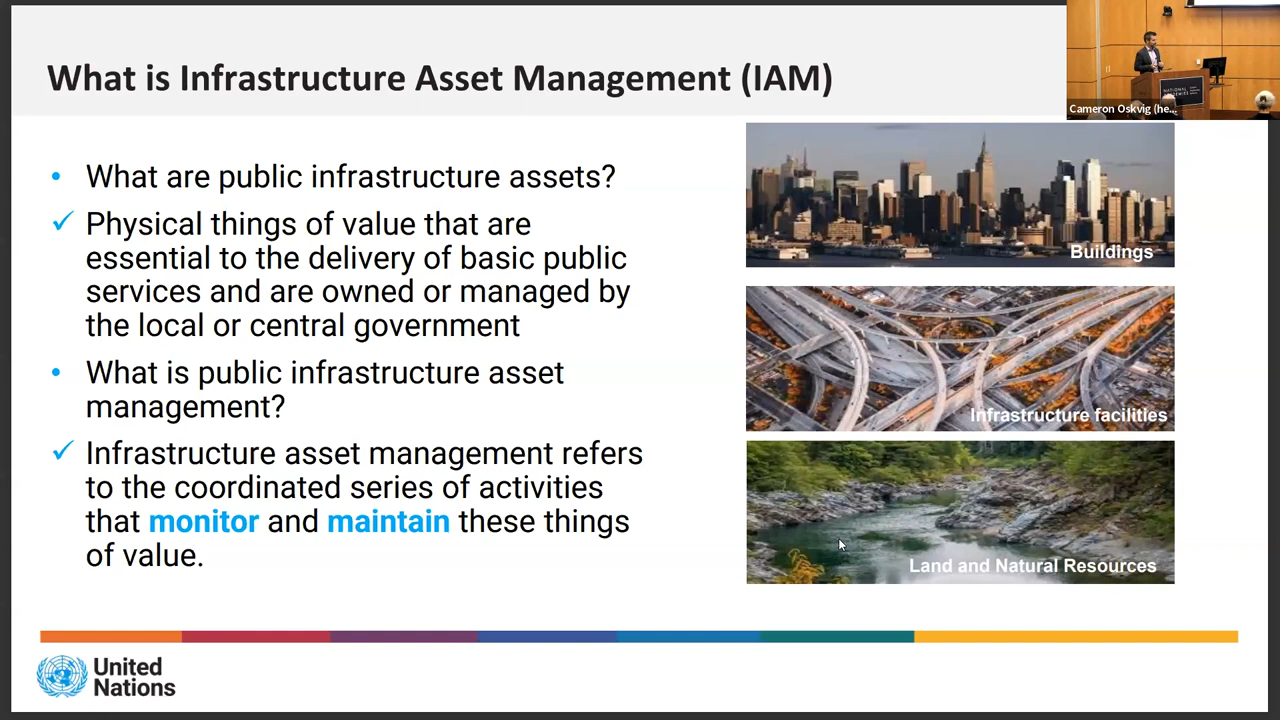 What is Infrastructure Asset Management (IAM)
• What are public infrastructure assets?
✓ Physical things of value that are
essential to the delivery of basic public
services and are owned or managed by
the local or central government
• What is public infrastructure asset
management?
✓ Infrastructure asset management refers
to the coordinated series of activities
that monitor and maintain these things
of value.
Buildings
Infrastructure facilities
Land and Natural Resources
United
Nations
NATIONAL
ACADEMIES
Cameron Oskvig (he...